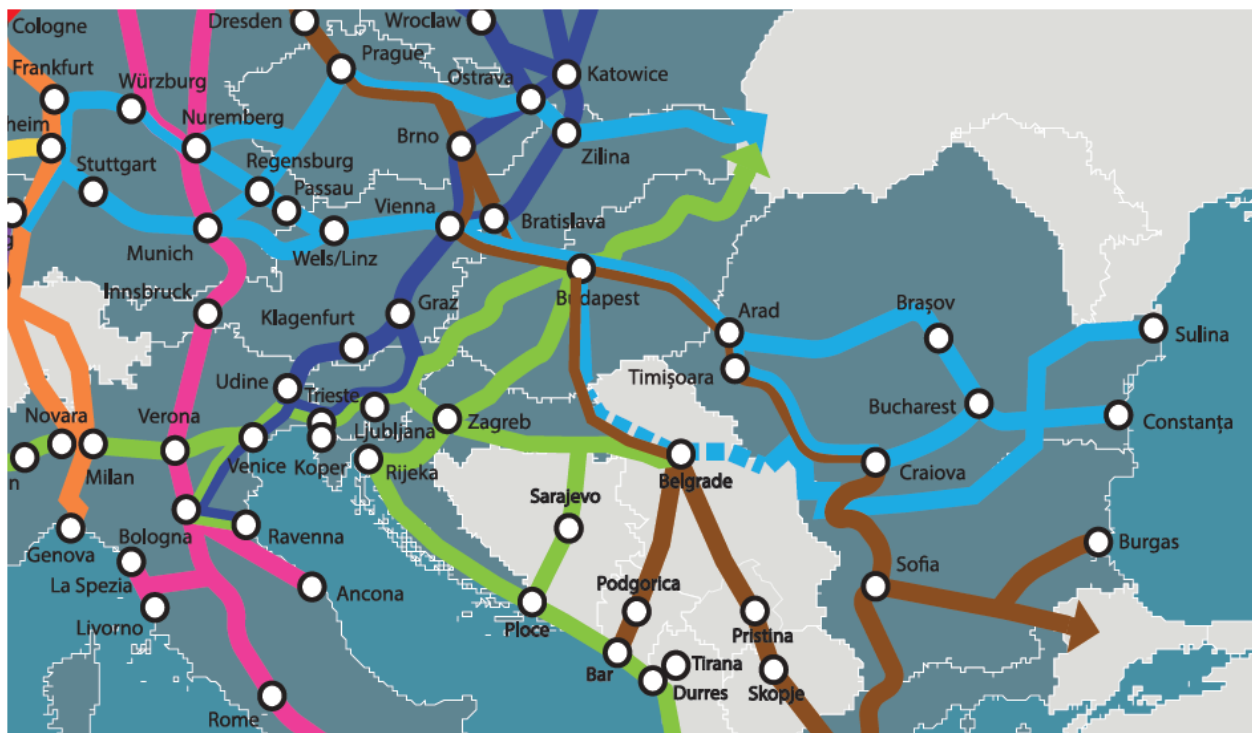 Cologne
Dresden
Wroclaw
Frankfurt
Würzburg
Prague
Ostrava
Katowice
Nuremberg
heim
Brno
Zilina
Stuttgart
Regensburg
Passau
Vienna
Bratislava
Munich
Wels/Linz
g
Innsbruck
Klagenfurt
Graz
Budapest
Arad
Brașov
Sulina
Udine
Trieste
Timișoara
Bucharest
Constanța
Novara
Verona
Ljubljana
Zagreb
n
Milan
Venice
Koper
Rijeka
Belgrade
Craiova
Sarajevo
Genova
Bologna
Ravenna
Burgas
La Spezia
Ancona
Sofia
Podgorica
Livorno
Ploce
Pristina
Bar
Tirana
Durres
Skopje
Rome